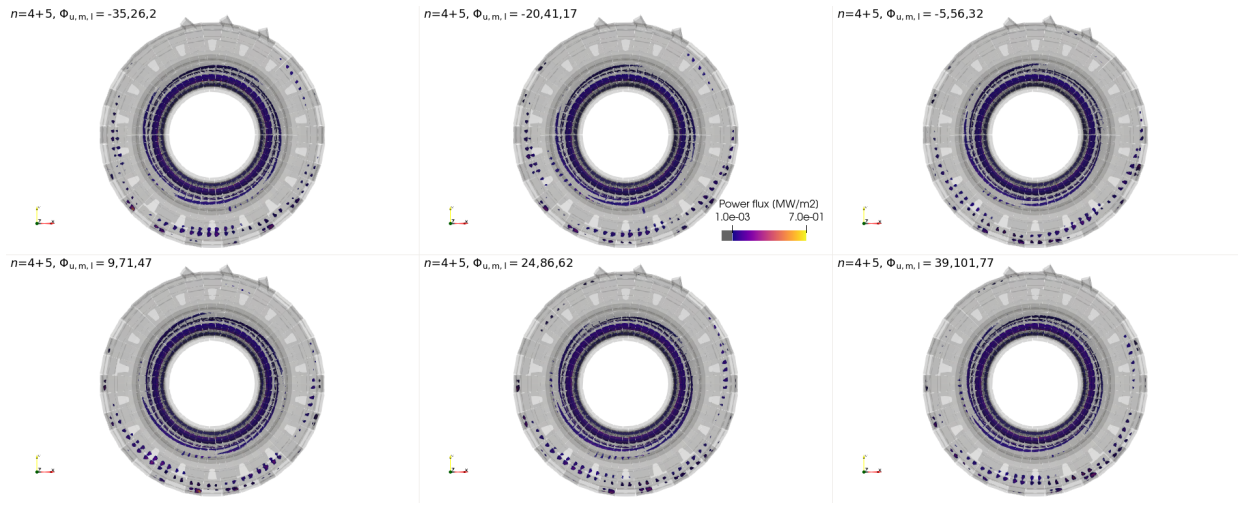 n=4+5, Φu, m, l = -35,26,2
n=4+5, Φu, m, l = -20,41,17
n=4+5, Φu, m, l = -5,56,32
Power flux (MW/m2)
1.0e-03 7.0e-01
n=4+5, Φu, m, l = 9,71,47
n=4+5, Φu, m, l = 24,86,62
n=4+5, Φu, m, l = 39,101,77